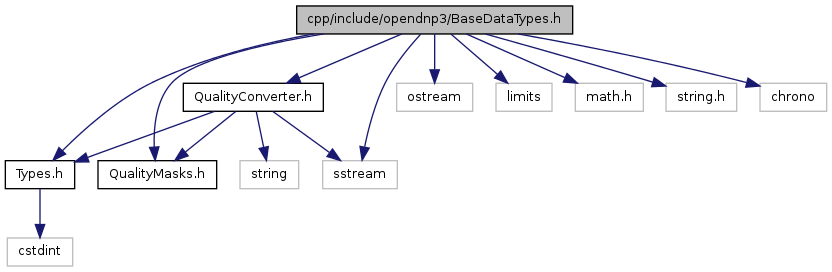 cpp/include/opendnp3/BaseDataTypes.h
QualityConverter.h
ostream
limits
math.h
string.h
chrono
Types.h
QualityMasks.h
string
sstream
cstdint